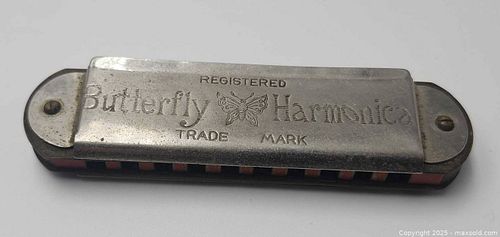 REGISTERED
Butterfly Harmonica
TRADE MARK
Copyright 2025 - maxsold.com